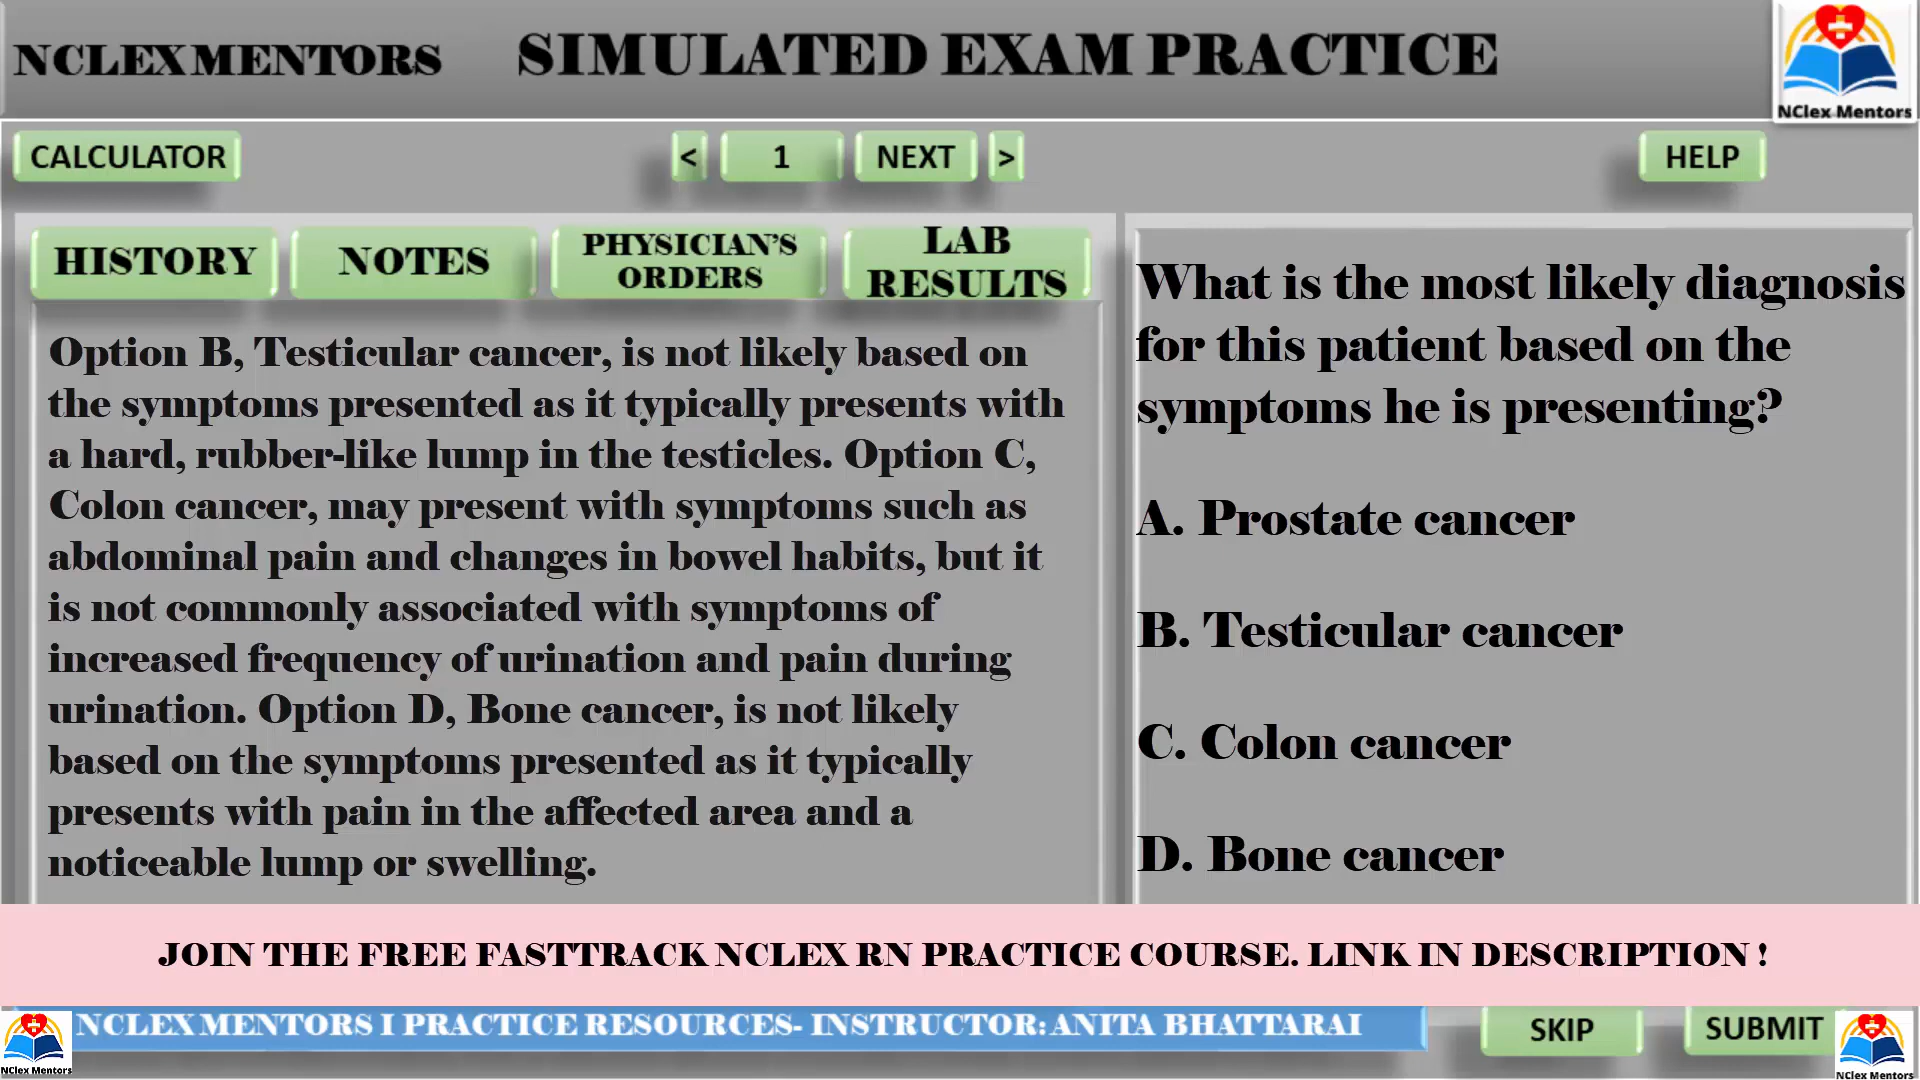 NCLEX MENTORS SIMULATED EXAM PRACTICE
NClex Mentors
CALCULATOR
<
1
NEXT
>
HELP
HISTORY
NOTES
PHYSICIAN'S
ORDERS
LAB
RESULTS
Option B, Testicular cancer, is not likely based on
the symptoms presented as it typically presents with
a hard, rubber-like lump in the testicles. Option C,
Colon cancer, may present with symptoms such as
abdominal pain and changes in bowel habits, but it
is not commonly associated with symptoms of
increased frequency of urination and pain during
urination. Option D, Bone cancer, is not likely
based on the symptoms presented as it typically
presents with pain in the affected area and a
noticeable lump or swelling.
What is the most likely diagnosis
for this patient based on the
symptoms he is presenting?
A. Prostate cancer
B. Testicular cancer
C. Colon cancer
D. Bone cancer
JOIN THE FREE FASTTRACK NCLEX RN PRACTICE COURSE. LINK IN DESCRIPTION !
NClex Mentors
NCLEX MENTORS I PRACTICE RESOURCES- INSTRUCTOR: ANITA BHATTARAI
SKIP
SUBMIT
NClex Mentors